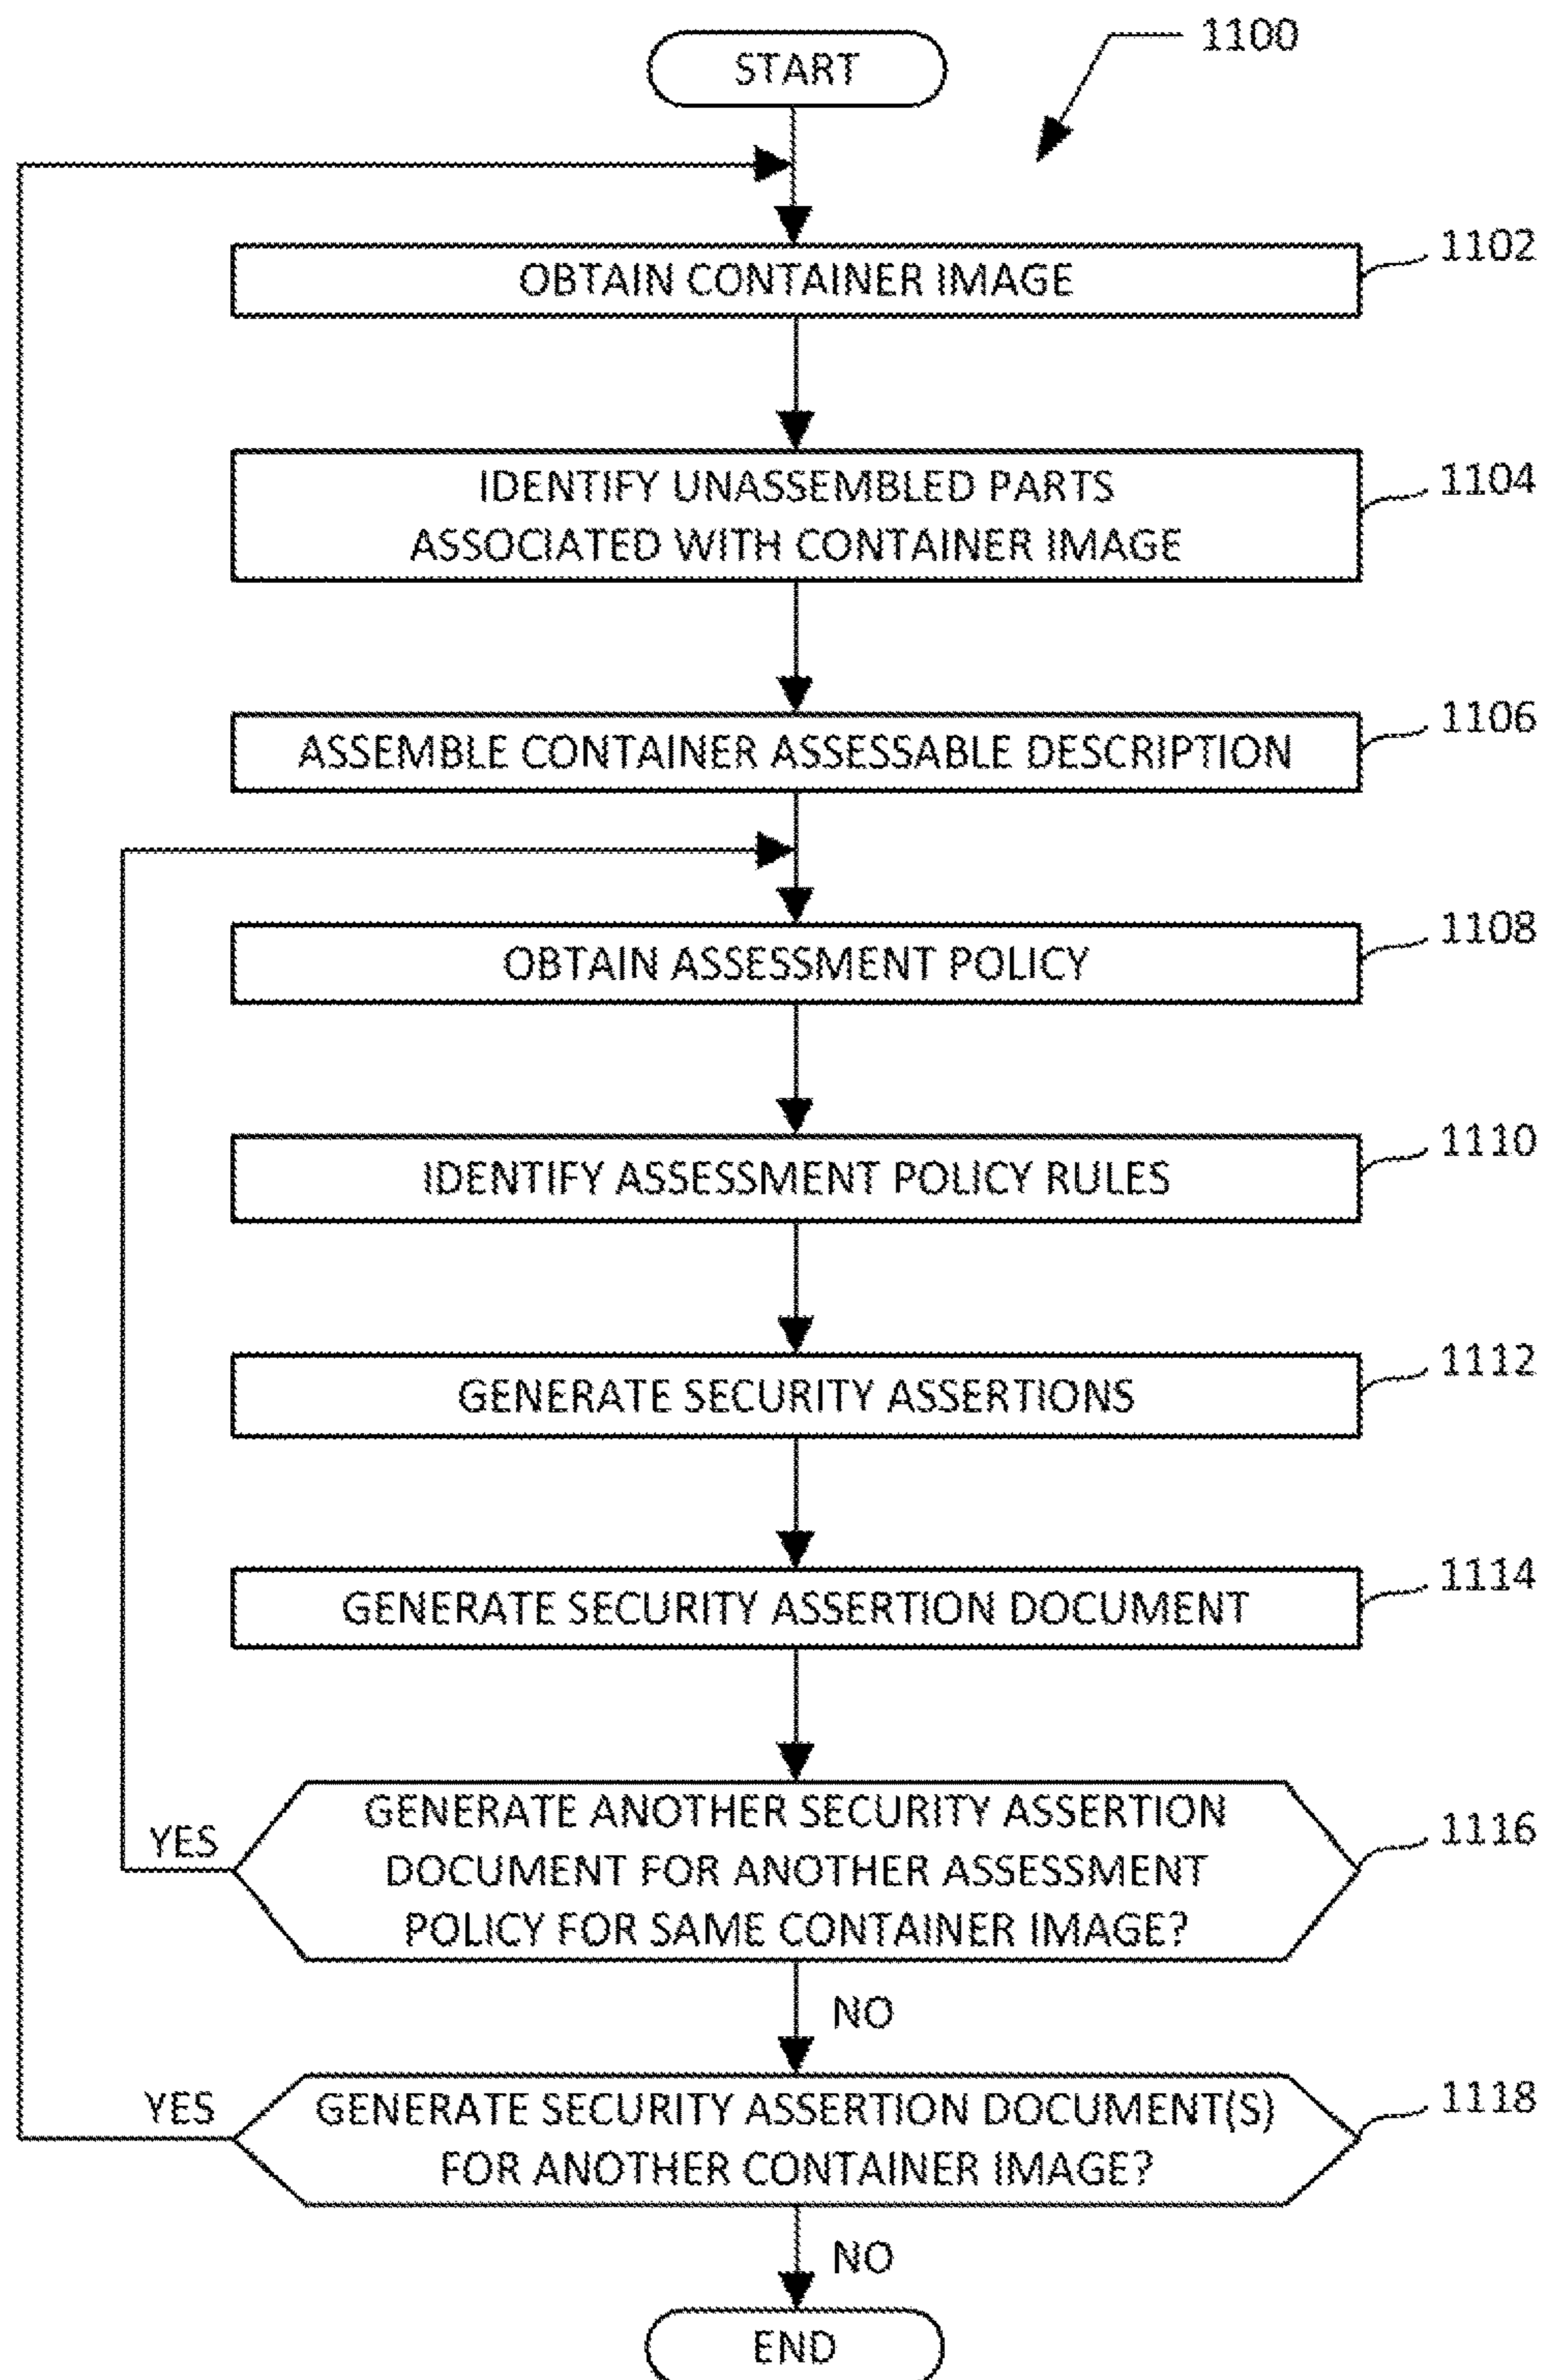 1100
START
OBTAIN CONTAINER IMAGE
1102
IDENTIFY UNASSEMBLED PARTS
ASSOCIATED WITH CONTAINER IMAGE
1104
ASSEMBLE CONTAINER ASSESSABLE DESCRIPTION
1106
OBTAIN ASSESSMENT POLICY
1108
IDENTIFY ASSESSMENT POLICY RULES
1110
GENERATE SECURITY ASSERTIONS
1112
GENERATE SECURITY ASSERTION DOCUMENT
1114
GENERATE ANOTHER SECURITY ASSERTION
DOCUMENT FOR ANOTHER ASSESSMENT
POLICY FOR SAME CONTAINER IMAGE?
1116
YES
NO
GENERATE SECURITY ASSERTION DOCUMENT(S)
FOR ANOTHER CONTAINER IMAGE?
1118
YES
NO
END